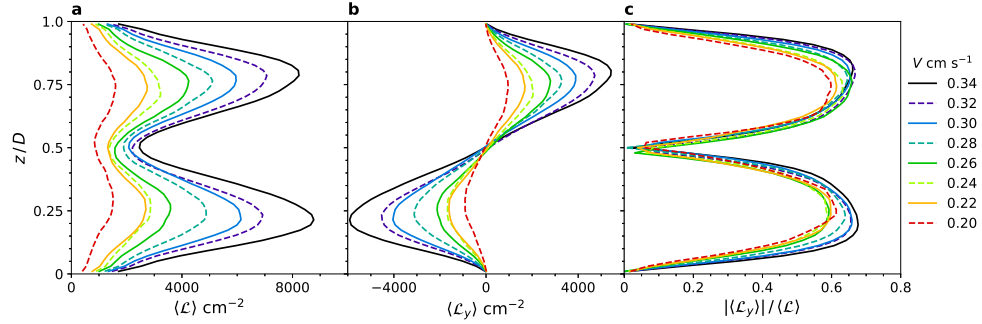 a
b
c
z/D
1.0
0.75
0.5
0.25
0
0 4000 8000
⟨ℒ⟩ cm⁻²
−4000 0 4000
⟨ℒ_y⟩ cm⁻²
0 0.2 0.4 0.6 0.8
|⟨ℒ_y⟩| / ⟨ℒ⟩
V cm s⁻¹
0.34
0.32
0.30
0.28
0.26
0.24
0.22
0.20